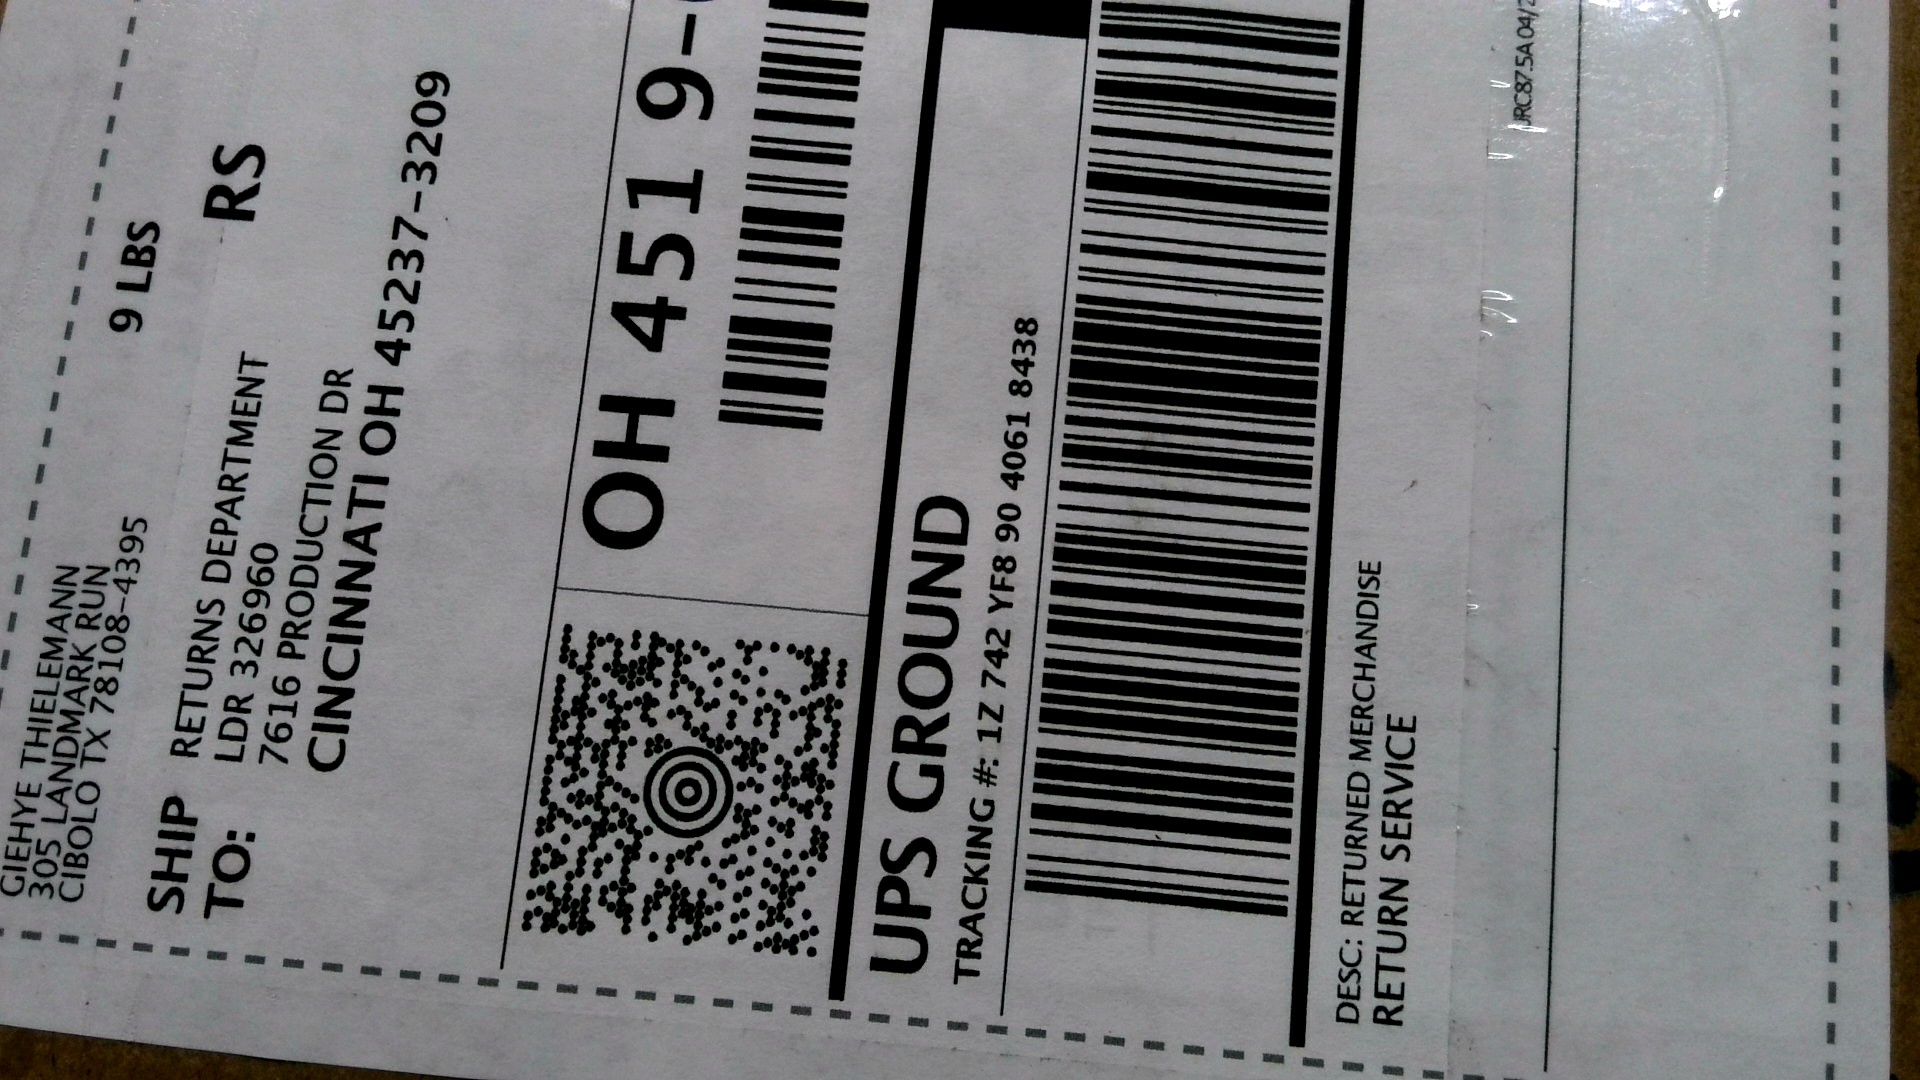 GIEHYE THIELEMANN
305 LANDMARK RUN
CIBOLO TX 78108-4395
9 LBS
RS
SHIP TO:
RETURNS DEPARTMENT
LDR 326960
7616 PRODUCTION DR
CINCINNATI OH 45237-3209
OH 451 9-
UPS GROUND
TRACKING #: 1Z 742 YF8 90 4061 8438
DESC: RETURNED MERCHANDISE
RETURN SERVICE